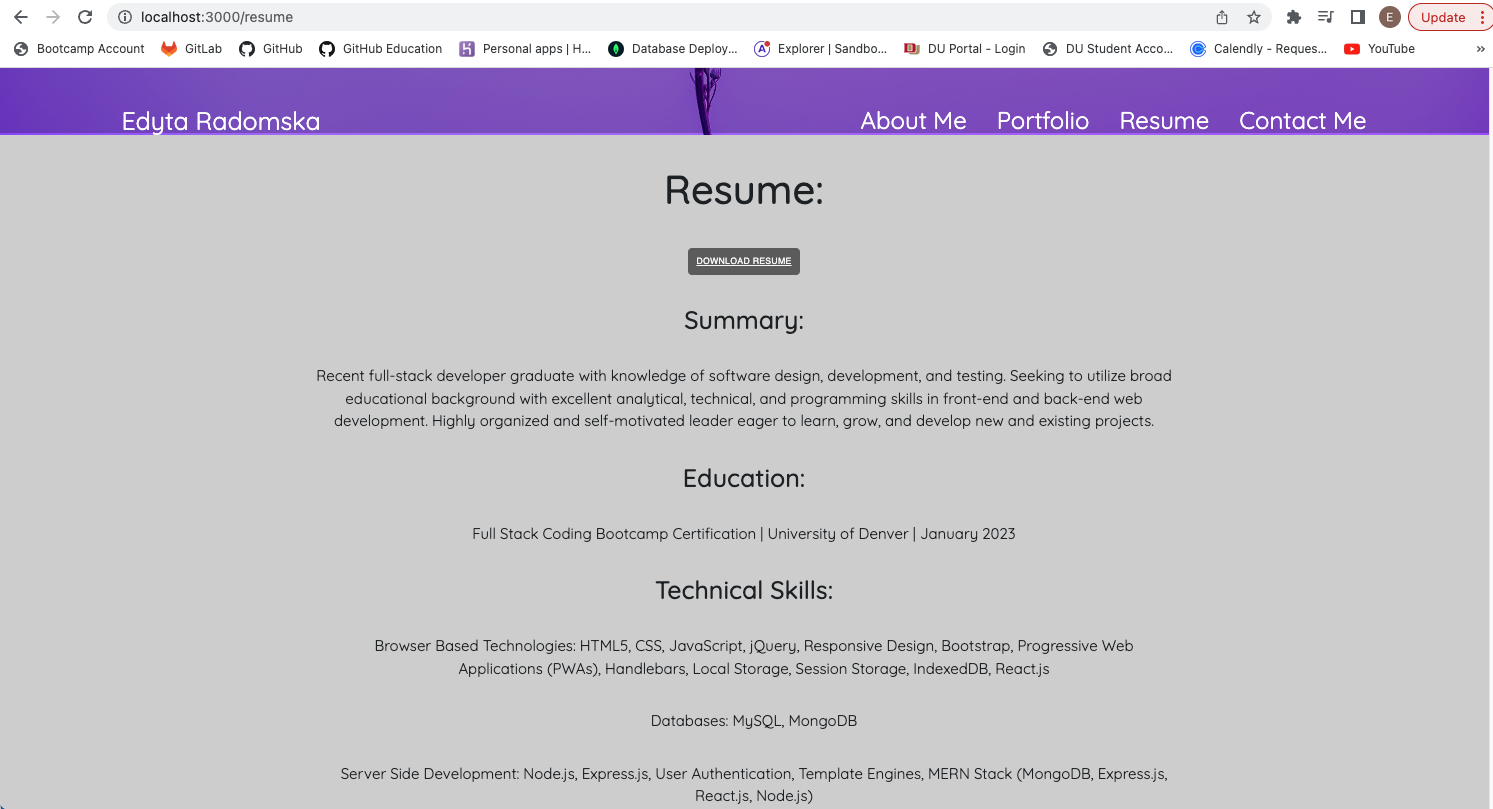 localhost:3000/resume
E
Update
Bootcamp Account GitLab GitHub GitHub Education Personal apps | H... Database Deploy... Explorer | Sandbo... DU Portal - Login DU Student Acco... Calendly - Reques... YouTube »
Edyta Radomska About Me Portfolio Resume Contact Me
Resume:
DOWNLOAD RESUME
Summary:
Recent full-stack developer graduate with knowledge of software design, development, and testing. Seeking to utilize broad
educational background with excellent analytical, technical, and programming skills in front-end and back-end web
development. Highly organized and self-motivated leader eager to learn, grow, and develop new and existing projects.
Education:
Full Stack Coding Bootcamp Certification | University of Denver | January 2023
Technical Skills:
Browser Based Technologies: HTML5, CSS, JavaScript, jQuery, Responsive Design, Bootstrap, Progressive Web
Applications (PWAs), Handlebars, Local Storage, Session Storage, IndexedDB, React.js
Databases: MySQL, MongoDB
Server Side Development: Node.js, Express.js, User Authentication, Template Engines, MERN Stack (MongoDB, Express.js,
React.js, Node.js)